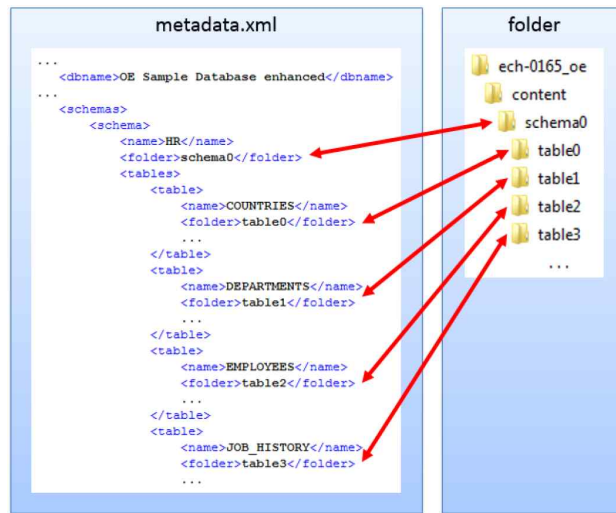 metadata.xml
...
<dbname>OE Sample Database enhanced</dbname>
...
<schemas>
<schema>
<name>HR</name>
<folder>schema0</folder>
<tables>
<table>
<name>COUNTRIES</name>
<folder>table0</folder>
...
</table>
<table>
<name>DEPARTMENTS</name>
<folder>table1</folder>
...
</table>
<table>
<name>EMPLOYEES</name>
<folder>table2</folder>
...
</table>
<table>
<name>JOB_HISTORY</name>
<folder>table3</folder>
...
folder
ech-0165_oe
content
schema0
table0
table1
table2
table3
...